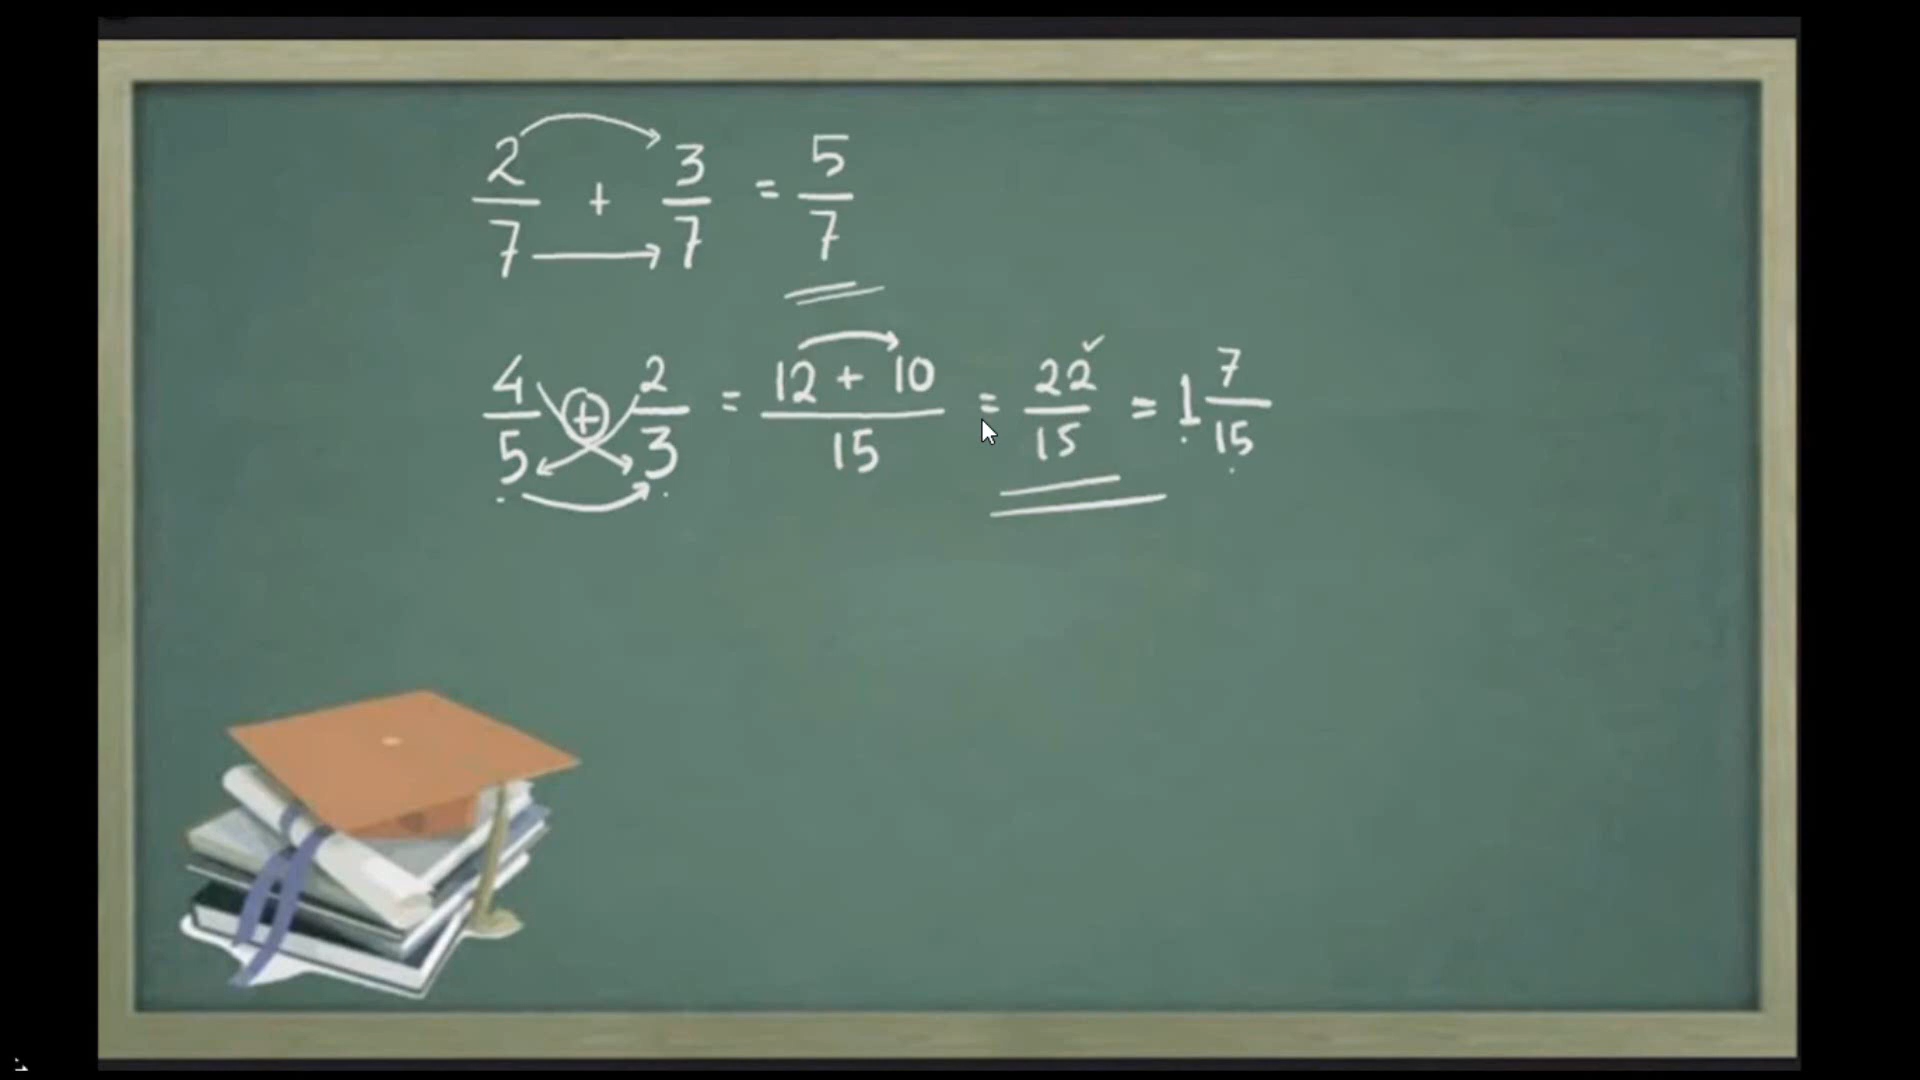 2/7 + 3/7 = 5/7
4/5 + 2/3 = 12 + 10/15 = 22/15 = 1 7/15